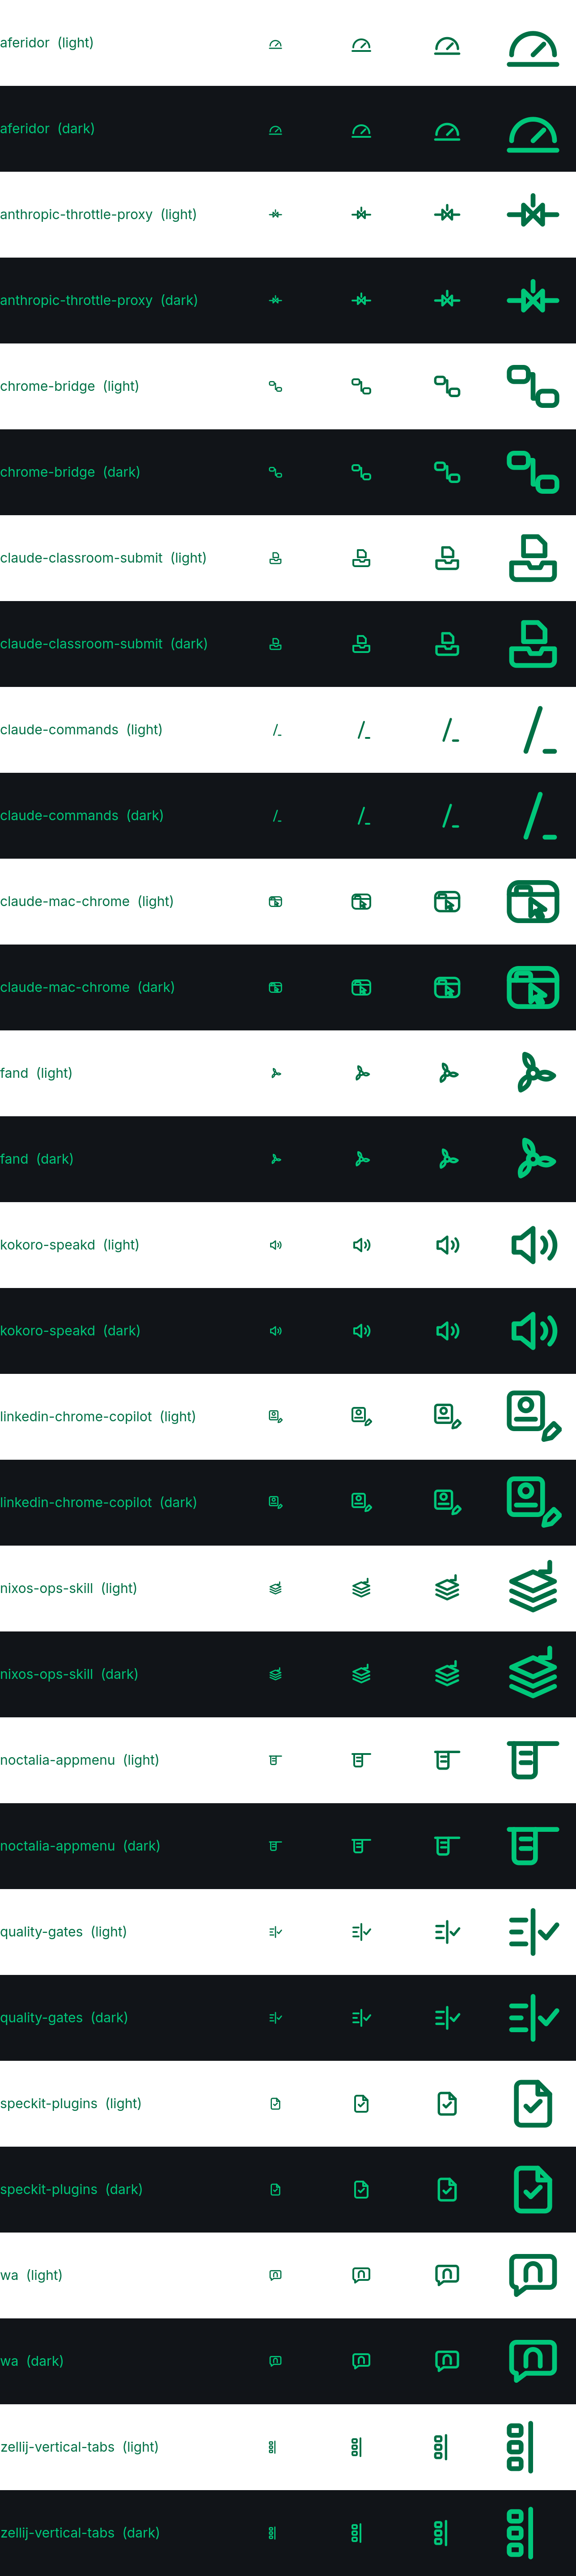 aferidor (light)
aferidor (dark)
anthropic-throttle-proxy (light)
anthropic-throttle-proxy (dark)
chrome-bridge (light)
chrome-bridge (dark)
claude-classroom-submit (light)
claude-classroom-submit (dark)
claude-commands (light)
claude-commands (dark)
claude-mac-chrome (light)
claude-mac-chrome (dark)
fand (light)
fand (dark)
kokoro-speakd (light)
kokoro-speakd (dark)
linkedin-chrome-copilot (light)
linkedin-chrome-copilot (dark)
nixos-ops-skill (light)
nixos-ops-skill (dark)
noctalia-appmenu (light)
noctalia-appmenu (dark)
quality-gates (light)
quality-gates (dark)
speckit-plugins (light)
speckit-plugins (dark)
wa (light)
wa (dark)
zellij-vertical-tabs (light)
zellij-vertical-tabs (dark)